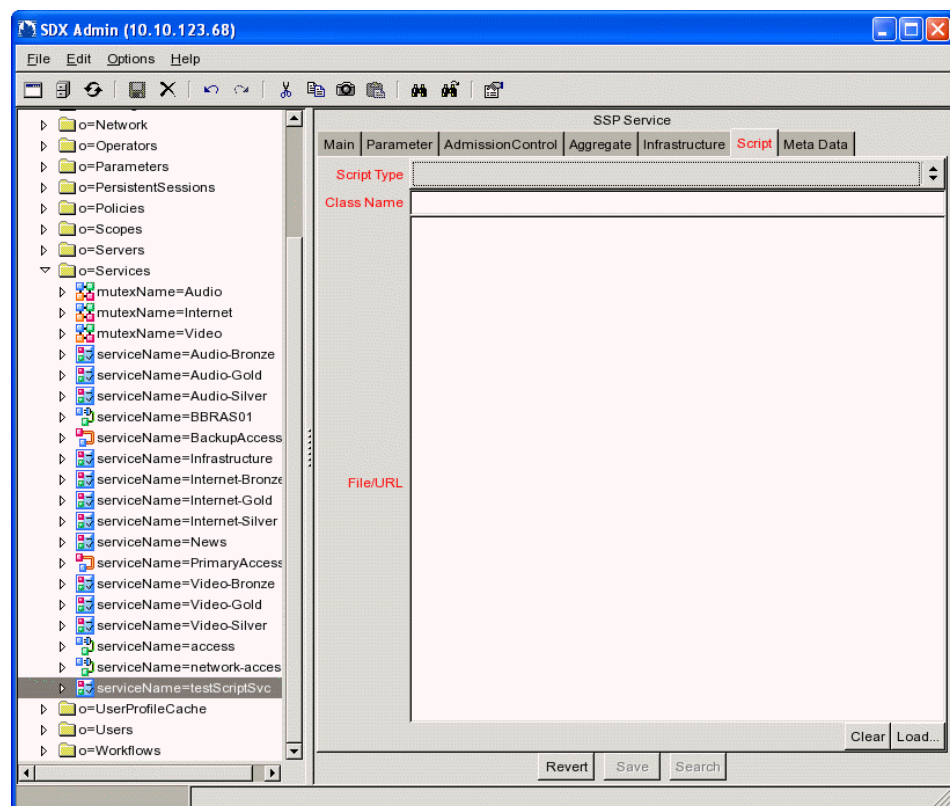 SDX Admin (10.10.123.68)
File Edit Options Help
o=Network
o=Operators
o=Parameters
o=PersistentSessions
o=Policies
o=Scopes
o=Servers
o=Services
mutexName=Audio
mutexName=Internet
mutexName=Video
serviceName=Audio-Bronze
serviceName=Audio-Gold
serviceName=Audio-Silver
serviceName=BBRAS01
serviceName=BackupAccess
serviceName=Infrastructure
serviceName=Internet-Bronze
serviceName=Internet-Gold
serviceName=Internet-Silver
serviceName=News
serviceName=PrimaryAccess
serviceName=Video-Bronze
serviceName=Video-Gold
serviceName=Video-Silver
serviceName=access
serviceName=network-acces
serviceName=testScriptSvc
o=UserProfileCache
o=Users
o=Workflows
SSP Service
Main Parameter AdmissionControl Aggregate Infrastructure Script Meta Data
Script Type
Class Name
File/URL
Clear Load...
Revert Save Search